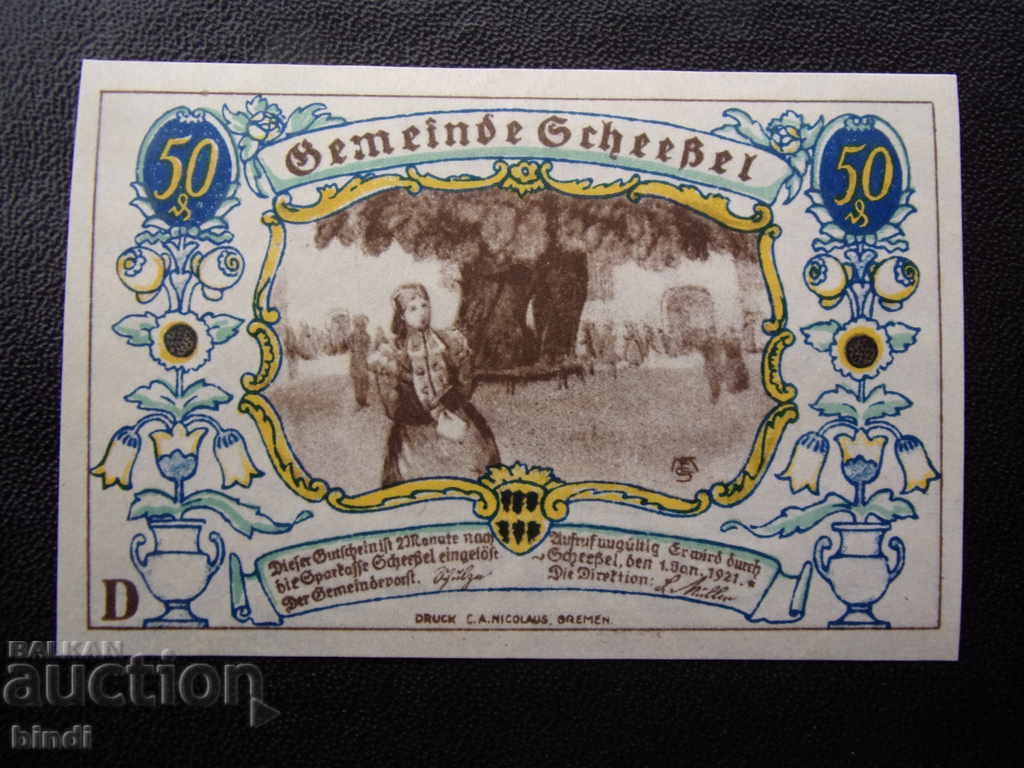 50 ₰
Gemeinde Scheeßel
50 ₰
Dieser Gutschein ist 2 Monate nach Aufruf ungültig Er wird durch
die Sparkasse Scheeßel eingelöst ~ Scheeßel, den 1. Jan. 1921. *
Der Gemeindevorst. Die Direktion: L. Müller
D
DRUCK C.A.NICOLAUS, BREMEN.
BALKAN
auction
bindi